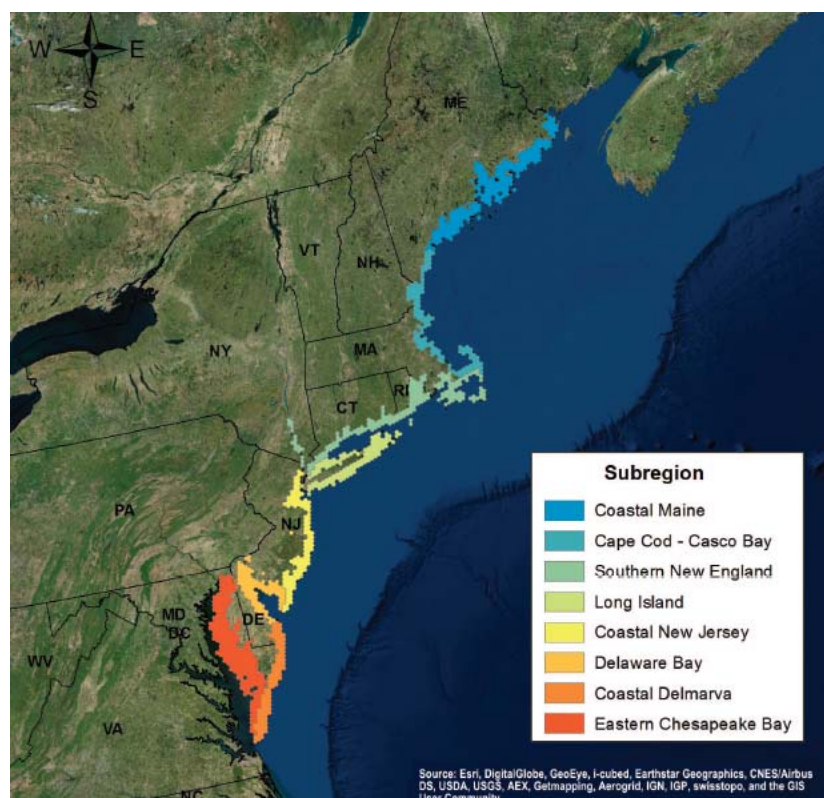 W E
S
ME
VT
NH
NY
MA
CT
RI
PA
NJ
MD
DE
DC
WV
VA
NC
Subregion
Coastal Maine
Cape Cod - Casco Bay
Southern New England
Long Island
Coastal New Jersey
Delaware Bay
Coastal Delmarva
Eastern Chesapeake Bay
Source: Esri, DigitalGlobe, GeoEye, i-cubed, Earthstar Geographics, CNES/Airbus
DS, USDA, USGS, AEX, Getmapping, Aerogrid, IGN, IGP, swisstopo, and the GIS
User Community